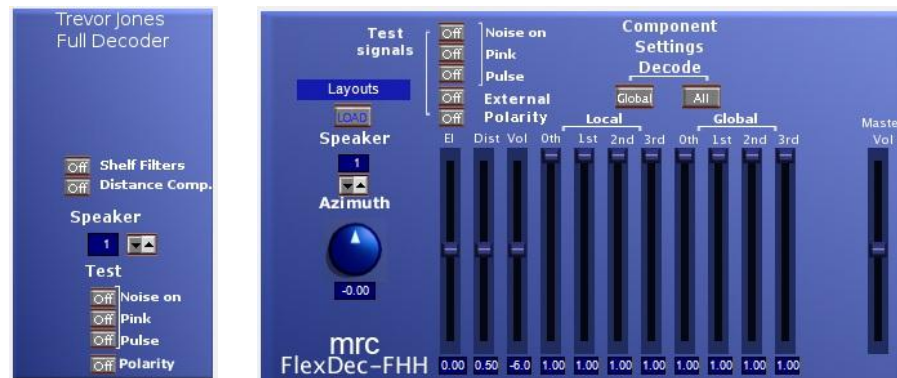 Trevor Jones
Full Decoder
Off Shelf Filters
Off Distance Comp.
Speaker
1
Test
Off Noise on
Off Pink
Off Pulse
Off Polarity
Test signals
Off Noise on
Off Pink
Off Pulse
Off External
Off Polarity
Component
Settings
Decode
Global All
Layouts
LOAD
Speaker
1
Azimuth
-0.00
Local Global
El Dist Vol 0th 1st 2nd 3rd 0th 1st 2nd 3rd
0.00 0.50 -6.0 1.00 1.00 1.00 1.00 1.00 1.00 1.00 1.00
Vol
mrc
FlexDec-FHH